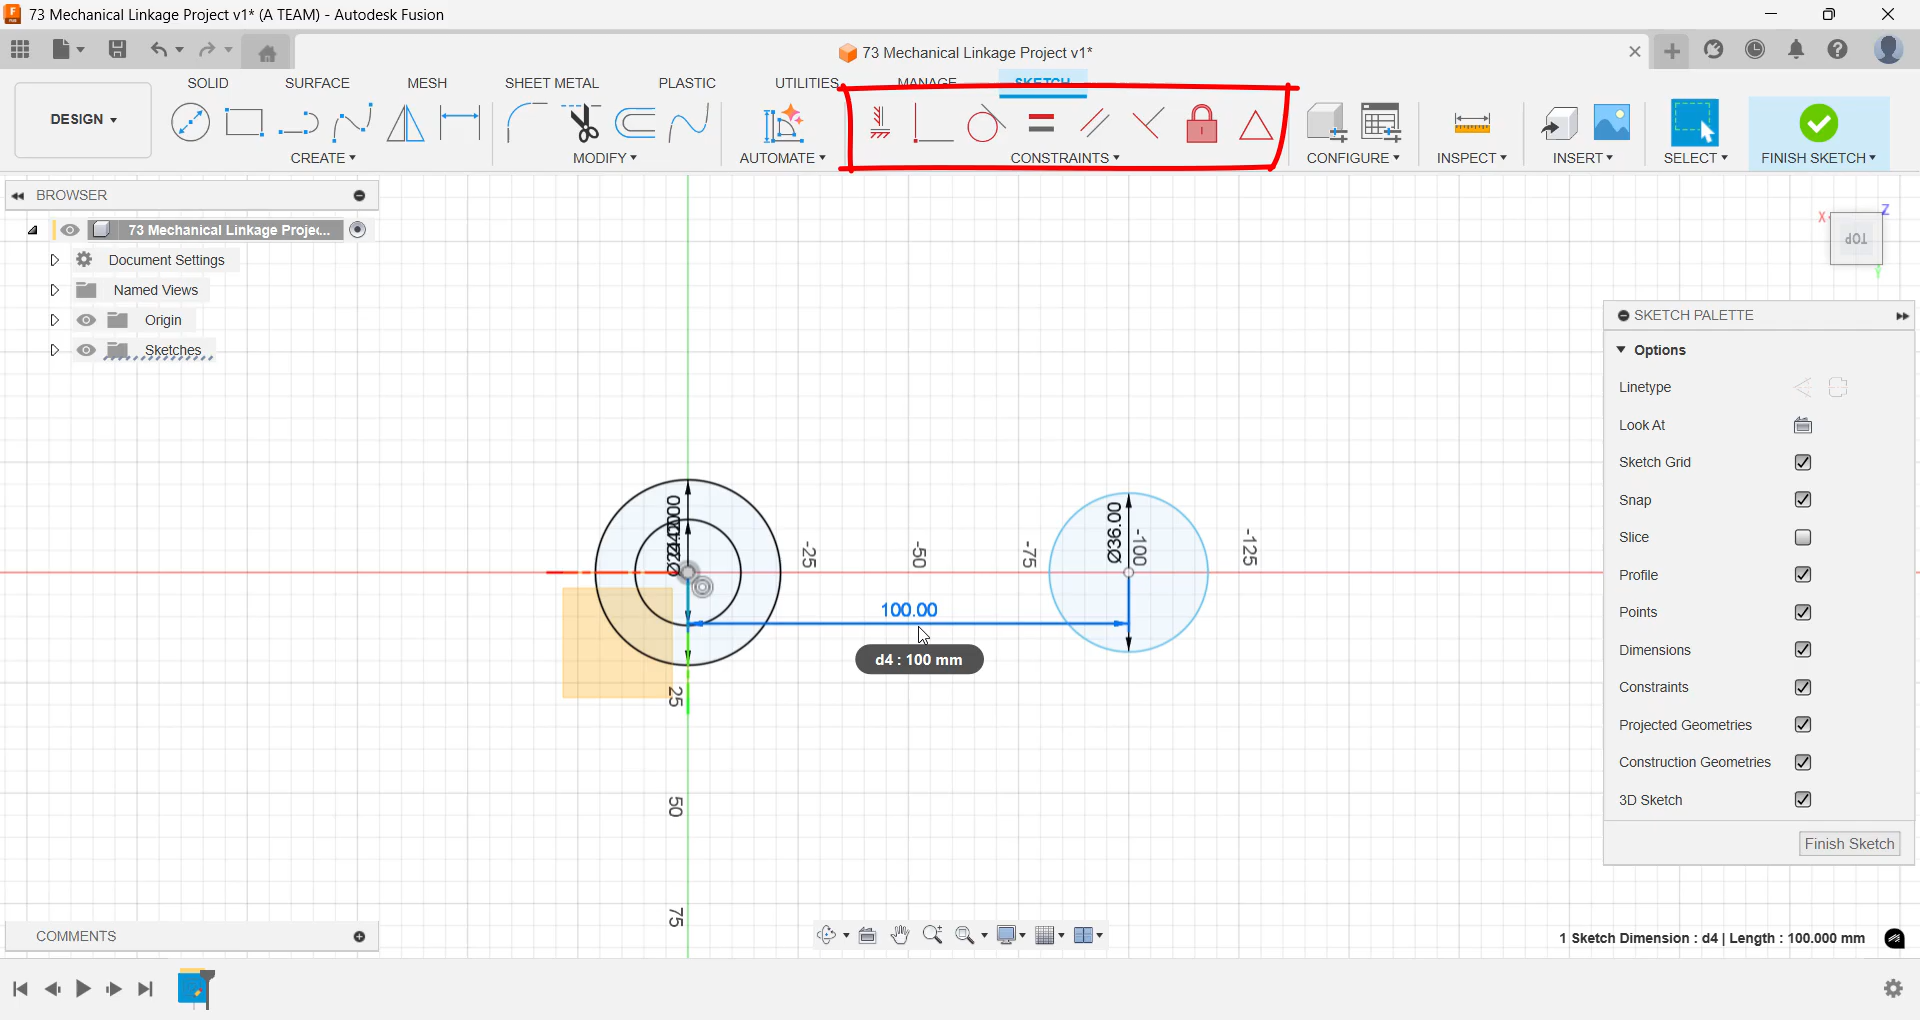 73 Mechanical Linkage Project v1* (A TEAM) - Autodesk Fusion
73 Mechanical Linkage Project v1*
SOLID SURFACE MESH SHEET METAL PLASTIC UTILITIES MANAGE SKETCH
DESIGN
CREATE MODIFY AUTOMATE CONSTRAINTS CONFIGURE INSPECT INSERT SELECT FINISH SKETCH
BROWSER
73 Mechanical Linkage Projec...
Document Settings
Named Views
Origin
Sketches
X
Z
Y
TOP
SKETCH PALETTE
Options
Linetype
Look At
Sketch Grid
Snap
Slice
Profile
Points
Dimensions
Constraints
Projected Geometries
Construction Geometries
3D Sketch
Finish Sketch
-25
-50
-75
Ø36.00
-100
-125
100.00
d4 : 100 mm
25
50
75
COMMENTS
1 Sketch Dimension : d4 | Length : 100.000 mm